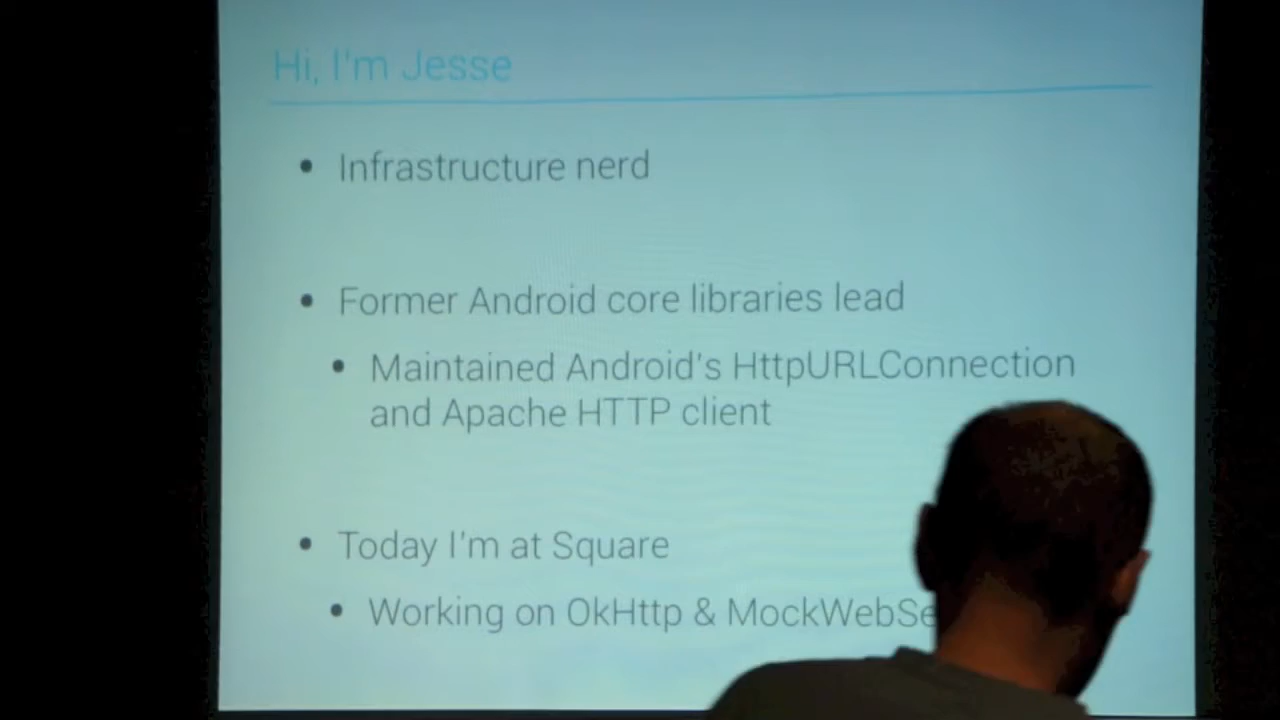 Hi, I'm Jesse
• Infrastructure nerd
• Former Android core libraries lead
• Maintained Android's HttpURLConnection
and Apache HTTP client
• Today I'm at Square
• Working on OkHttp &